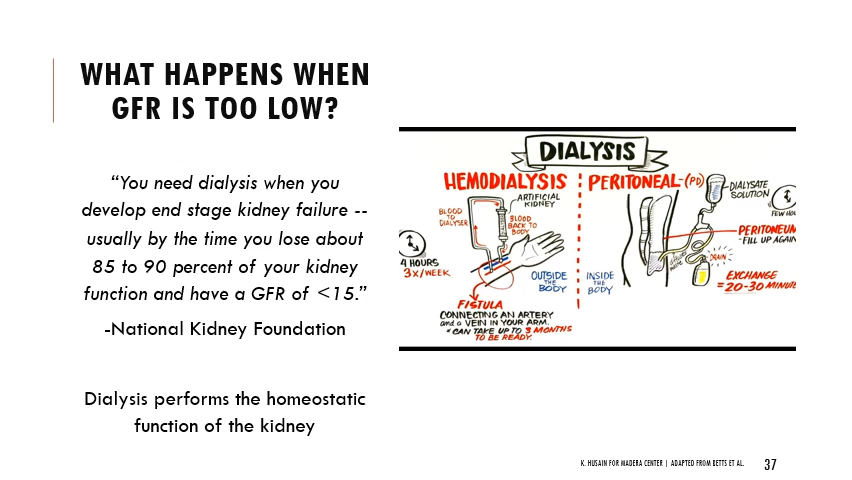 WHAT HAPPENS WHEN
GFR IS TOO LOW?
“You need dialysis when you
develop end stage kidney failure --
usually by the time you lose about
85 to 90 percent of your kidney
function and have a GFR of <15.”
-National Kidney Foundation
Dialysis performs the homeostatic
function of the kidney
DIALYSIS
HEMODIALYSIS
BLOOD
TO
DIALYSER
ARTIFICIAL
KIDNEY
BLOOD
BACK TO
BODY
4 HOURS
3x/WEEK
OUTSIDE
THE
BODY
FISTULA
CONNECTING AN ARTERY
and a VEIN IN YOUR ARM.
* CAN TAKE UP TO 3 MONTHS
TO BE READY.
PERITONEAL-(PD)
DIALYSATE
SOLUTION
FEW HOU
PERITONEUM
-FILL UP AGAIN
DRAIN
INSIDE
THE
BODY
EXCHANGE
= 20-30 MINUTE
K. HUSAIN FOR MADERA CENTER | ADAPTED FROM BETTS ET AL.
37